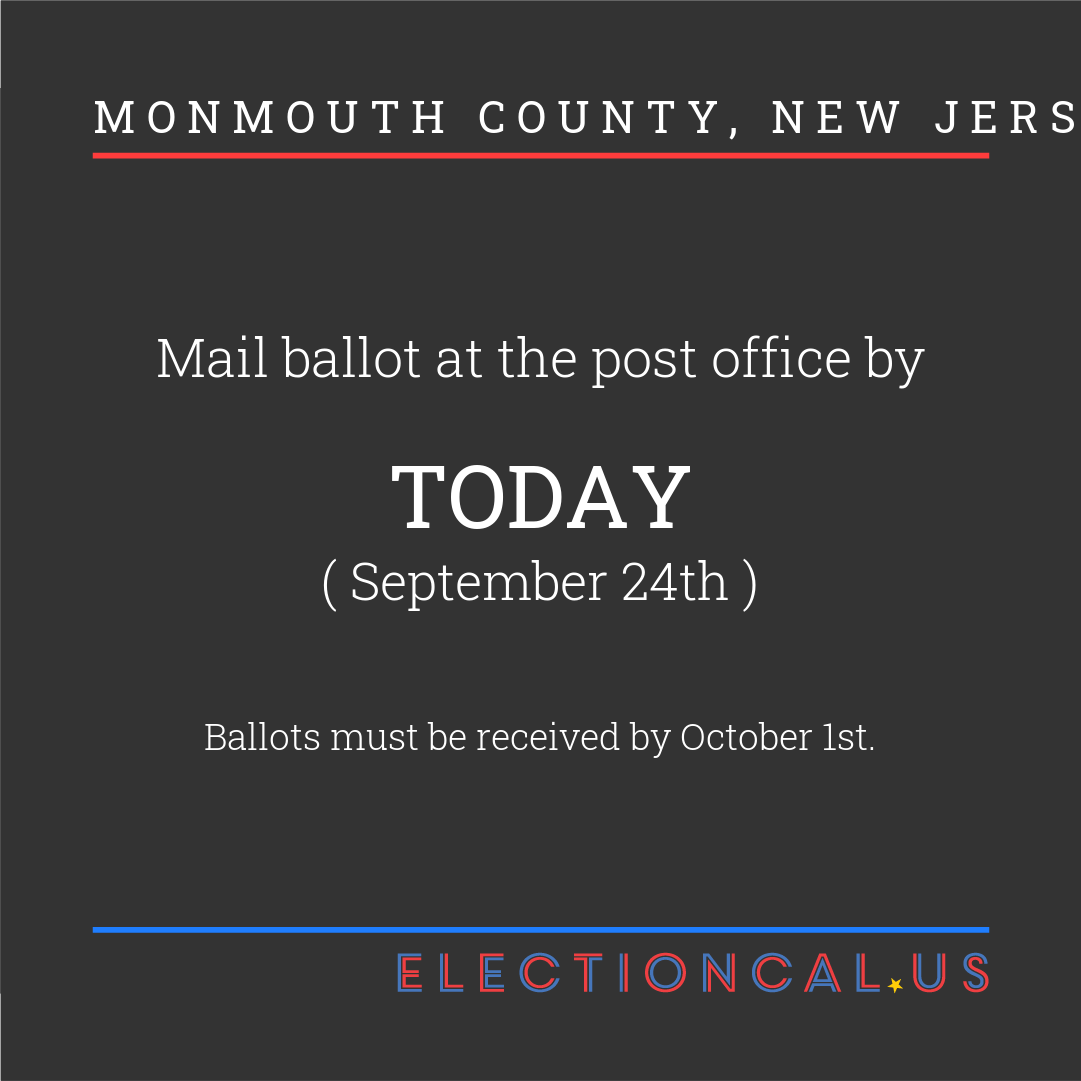 MONMOUTH COUNTY, NEW JERS
Mail ballot at the post office by
TODAY
( September 24th )
Ballots must be received by October 1st.
ELECTIONCAL.US